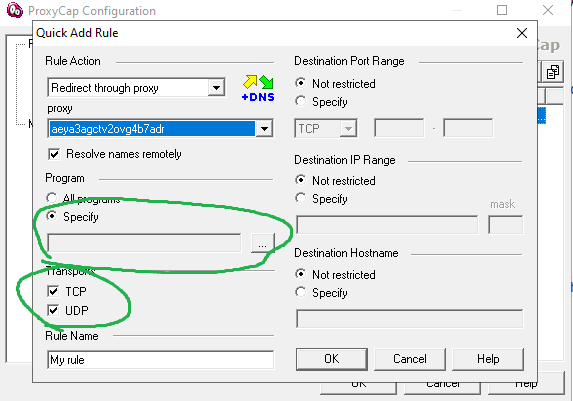 ProxyCap Configuration
Quick Add Rule
Rule Action
Redirect through proxy
+DNS
proxy
aeya3agctv2ovg4b7adr
Resolve names remotely
Program
All programs
Specify
...
Transports
TCP
UDP
Rule Name
My rule
Destination Port Range
Not restricted
Specify
TCP
-
Destination IP Range
Not restricted
Specify
mask
Destination Hostname
Not restricted
Specify
OK
Cancel
Help
OK
Cancel
Help